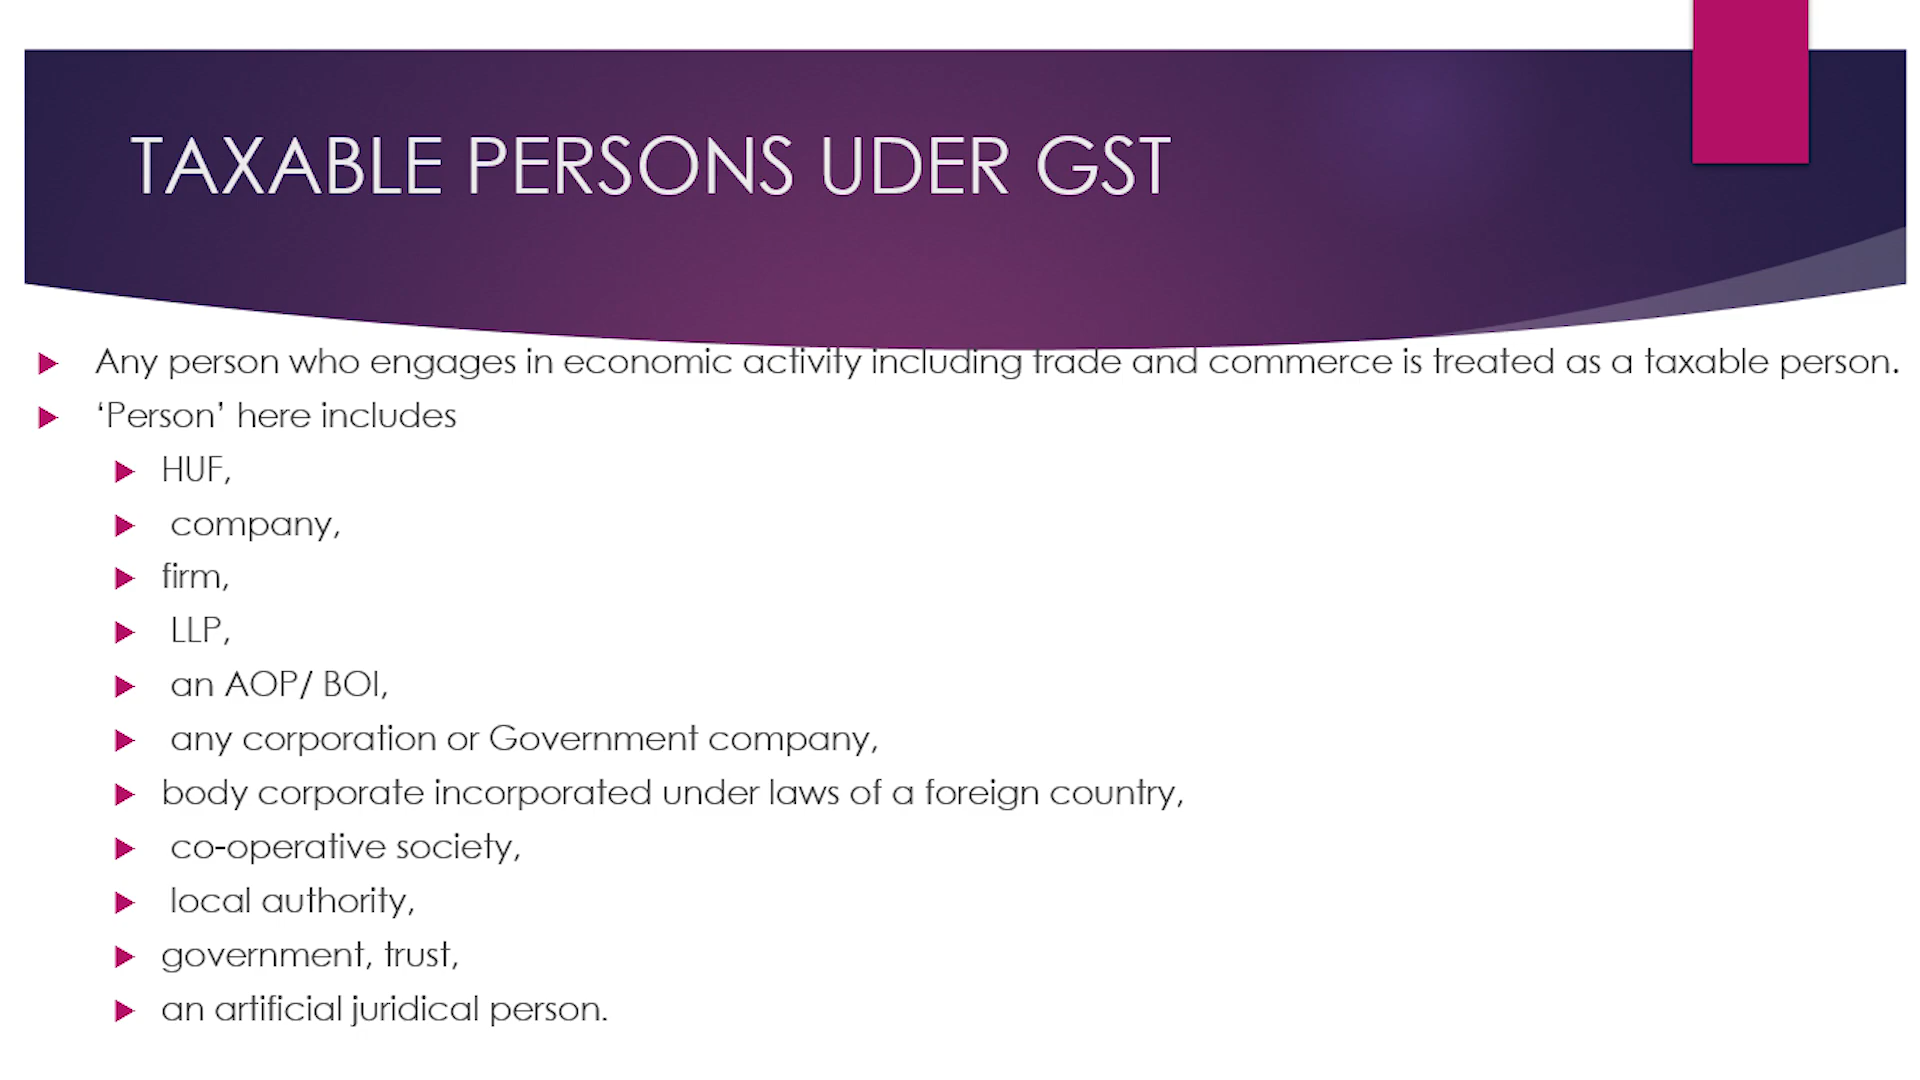 TAXABLE PERSONS UDER GST
Any person who engages in economic activity including trade and commerce is treated as a taxable person.
‘Person’ here includes
HUF,
company,
firm,
LLP,
an AOP/ BOI,
any corporation or Government company,
body corporate incorporated under laws of a foreign country,
co-operative society,
local authority,
government, trust,
an artificial juridical person.